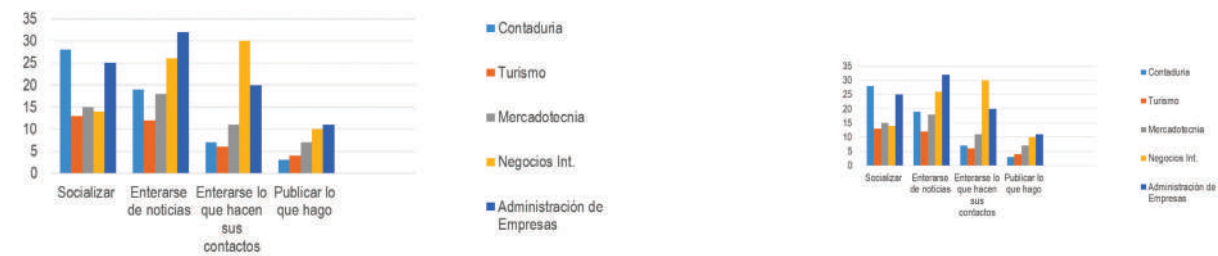 35
30
25
20
15
10
5
0
Socializar
Enterarse
de noticias
Enterarse lo
que hacen
sus
contactos
Publicar lo
que hago
Contaduria
Turismo
Mercadotecnia
Negocios Int.
Administración de
Empresas
35
30
25
20
15
10
5
0
Socializar
Enterarse
de noticias
Enterarse lo
que hacen
sus
contactos
Publicar lo
que hago
Contaduria
Turismo
Mercadotecnia
Negocios Int.
Administración de
Empresas